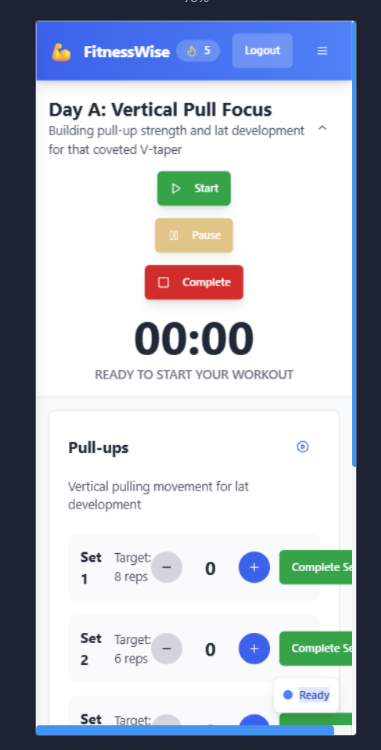 FitnessWise 5 Logout
Day A: Vertical Pull Focus
Building pull-up strength and lat development
for that coveted V-taper
Start
Pause
Complete
00:00
READY TO START YOUR WORKOUT
Pull-ups
Vertical pulling movement for lat
development
Set Target:
1 8 reps − 0 + Complete Se
Set Target:
2 6 reps − 0 + Complete Se
Ready
Set Target: